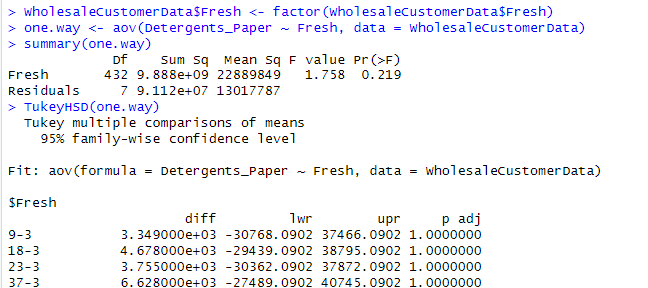 > WholesaleCustomerData$Fresh <- factor(WholesaleCustomerData$Fresh)
> one.way <- aov(Detergents_Paper ~ Fresh, data = WholesaleCustomerData)
> summary(one.way)
             Df    Sum Sq  Mean Sq F value Pr(>F)
Fresh       432 9.888e+09 22889849   1.758  0.219
Residuals     7 9.112e+07 13017787
> TukeyHSD(one.way)
  Tukey multiple comparisons of means
    95% family-wise confidence level

Fit: aov(formula = Detergents_Paper ~ Fresh, data = WholesaleCustomerData)

$Fresh
                       diff         lwr        upr     p adj
9-3            3.349000e+03 -30768.0902 37466.0902 1.0000000
18-3           4.678000e+03 -29439.0902 38795.0902 1.0000000
23-3           3.755000e+03 -30362.0902 37872.0902 1.0000000
37-3           6.628000e+03 -27489.0902 40745.0902 1.0000000